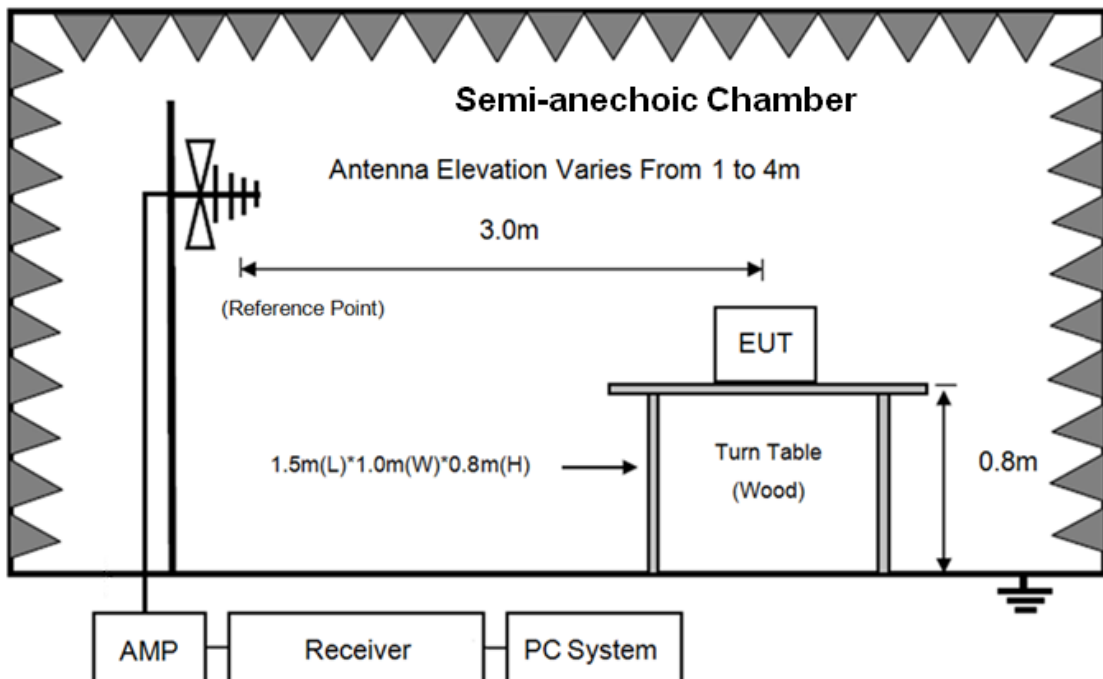 Semi-anechoic Chamber
Antenna Elevation Varies From 1 to 4m
3.0m
(Reference Point)
EUT
1.5m(L)*1.0m(W)*0.8m(H)
Turn Table
(Wood)
0.8m
AMP
Receiver
PC System